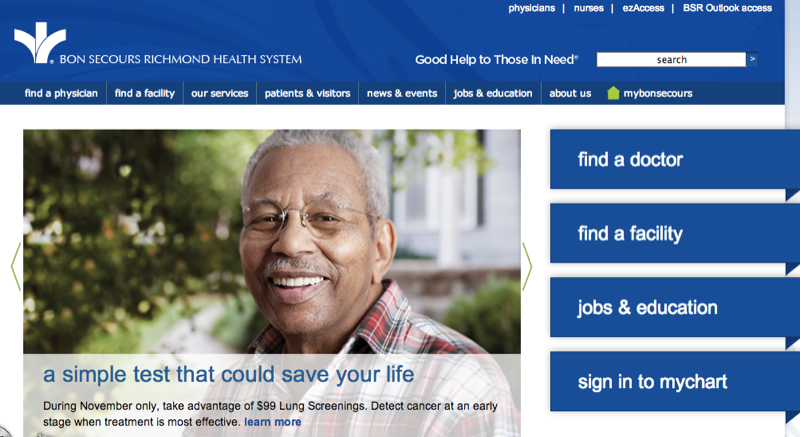 physicians | nurses | ezAccess | BSR Outlook access
BON SECOURS RICHMOND HEALTH SYSTEM
Good Help to Those In Need®
search >
find a physician find a facility our services patients & visitors news & events jobs & education about us mybonsecours
find a doctor
find a facility
jobs & education
sign in to mychart
a simple test that could save your life
During November only, take advantage of $99 Lung Screenings. Detect cancer at an early
stage when treatment is most effective. learn more